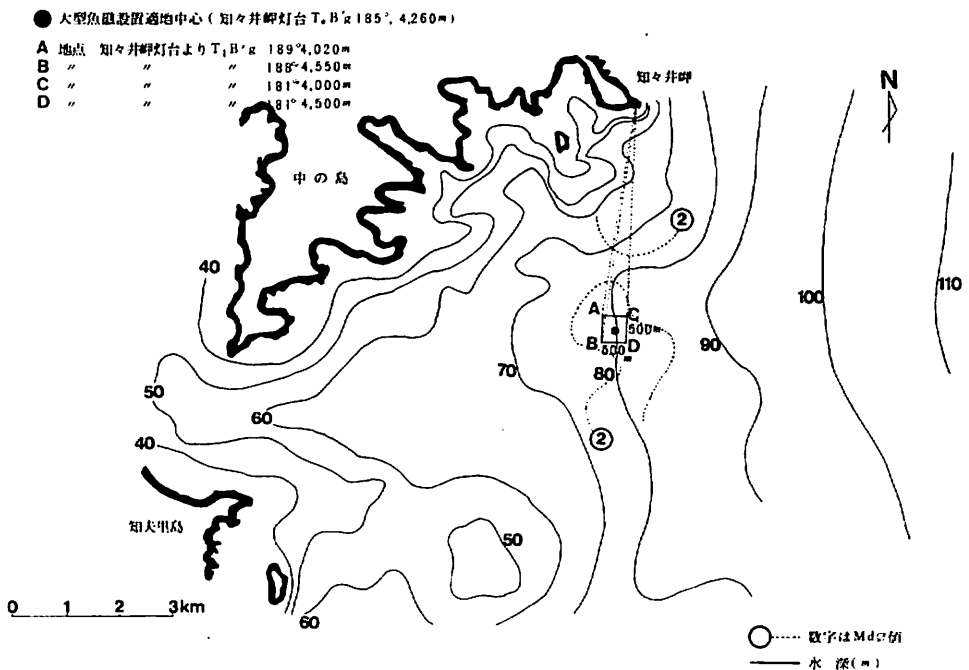 ● 大型魚礁設置適地中心(知々井岬灯台T.B'g 185°, 4,260m)
A 地点 知々井岬灯台より T.B'g 189° 4,020m
B 〃 〃 〃 188° 4,550m
C 〃 〃 〃 181° 4,000m
D 〃 〃 〃 181° 4,500m
知々井岬
N
中の島
②
40
A C
500m
B D
500m
100
110
90
80
70
50
60
40
②
知夫里島
50
60
0 1 2 3km
数字はMdφ値
水深(m)